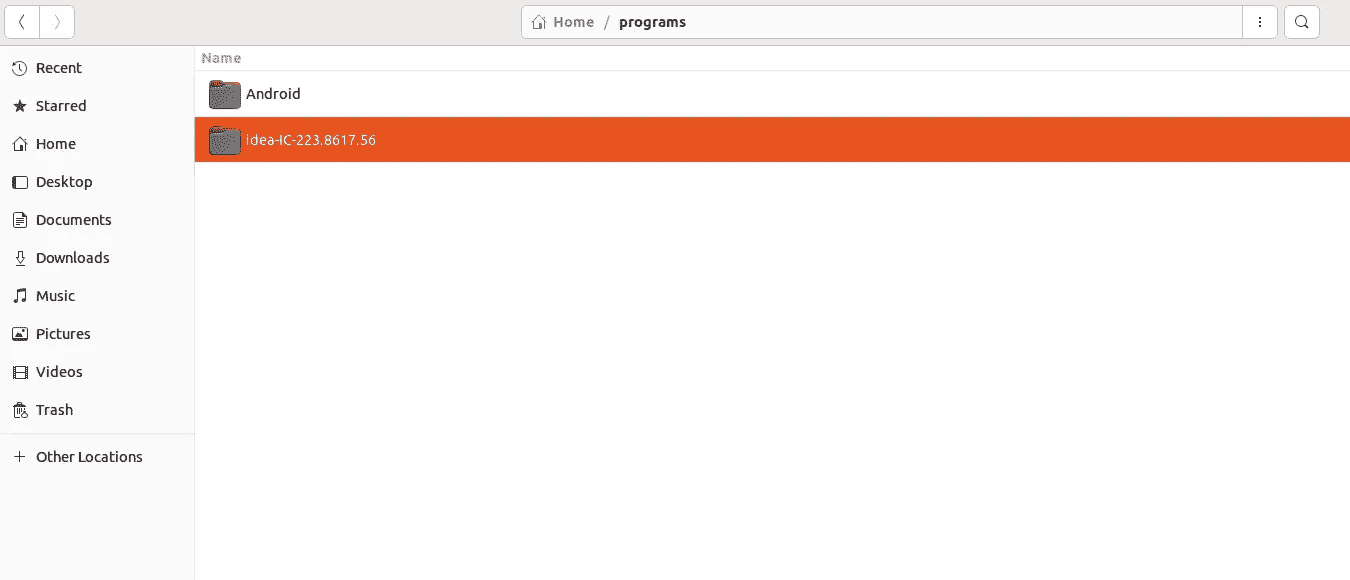 Home / programs
Name
Recent
Starred
Home
Desktop
Documents
Downloads
Music
Pictures
Videos
Trash
Other Locations
Android
idea-IC-223.8617.56